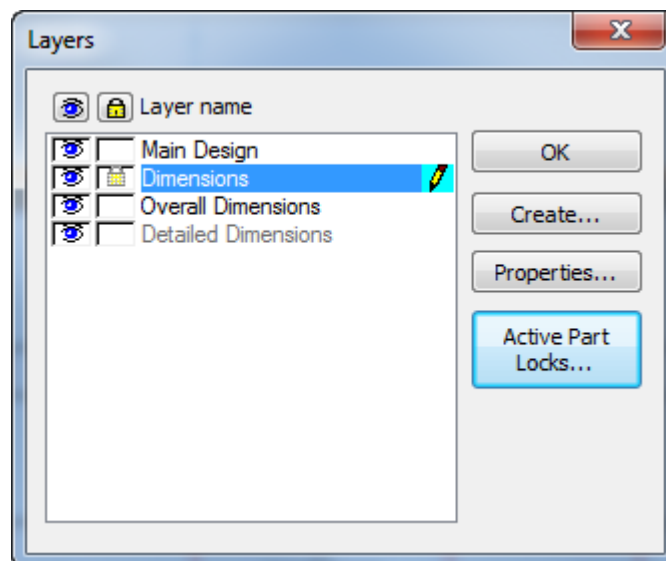 Layers
Layer name
Main Design
OK
Dimensions
Overall Dimensions
Create...
Detailed Dimensions
Properties...
Active Part
Locks...